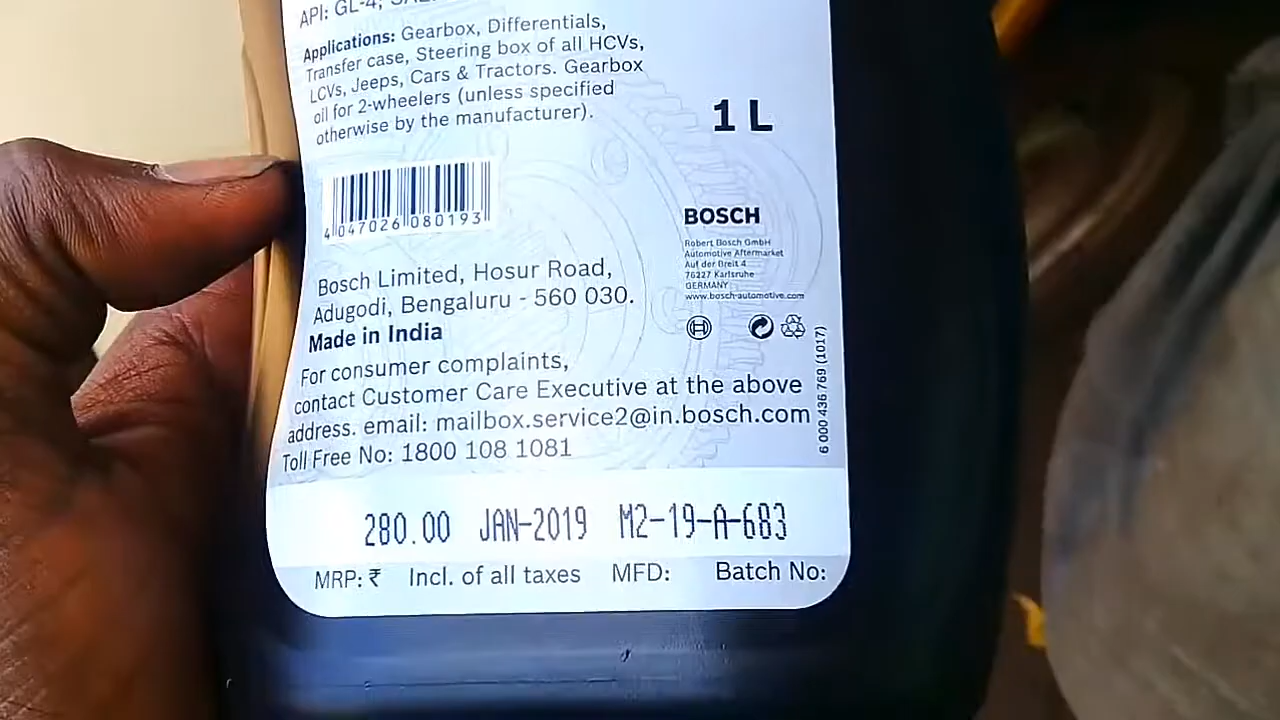 API: GL-4;
Applications: Gearbox, Differentials,
Transfer case, Steering box of all HCVs,
LCVs, Jeeps, Cars & Tractors. Gearbox
oil for 2-wheelers (unless specified
otherwise by the manufacturer).
1 L
4 047026 080193
BOSCH
Robert Bosch GmbH
Automotive Aftermarket
Auf der Breit 4
76227 Karlsruhe
GERMANY
www.bosch-automotive.com
Bosch Limited, Hosur Road,
Adugodi, Bengaluru - 560 030.
Made in India
For consumer complaints,
contact Customer Care Executive at the above
address. email: mailbox.service2@in.bosch.com
Toll Free No: 1800 108 1081
6 000 436 769 (1017)
280.00 JAN-2019 M2-19-A-683
MRP: ₹ Incl. of all taxes MFD: Batch No: